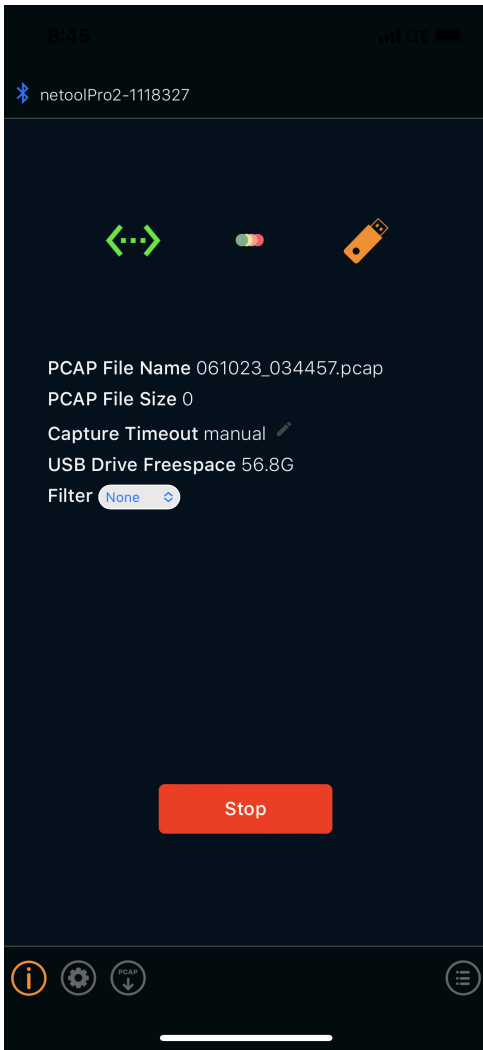 8:45 LTE
netoolPro2-1118327
PCAP File Name 061023_034457.pcap
PCAP File Size 0
Capture Timeout manual
USB Drive Freespace 56.8G
Filter None
Stop
PCAP